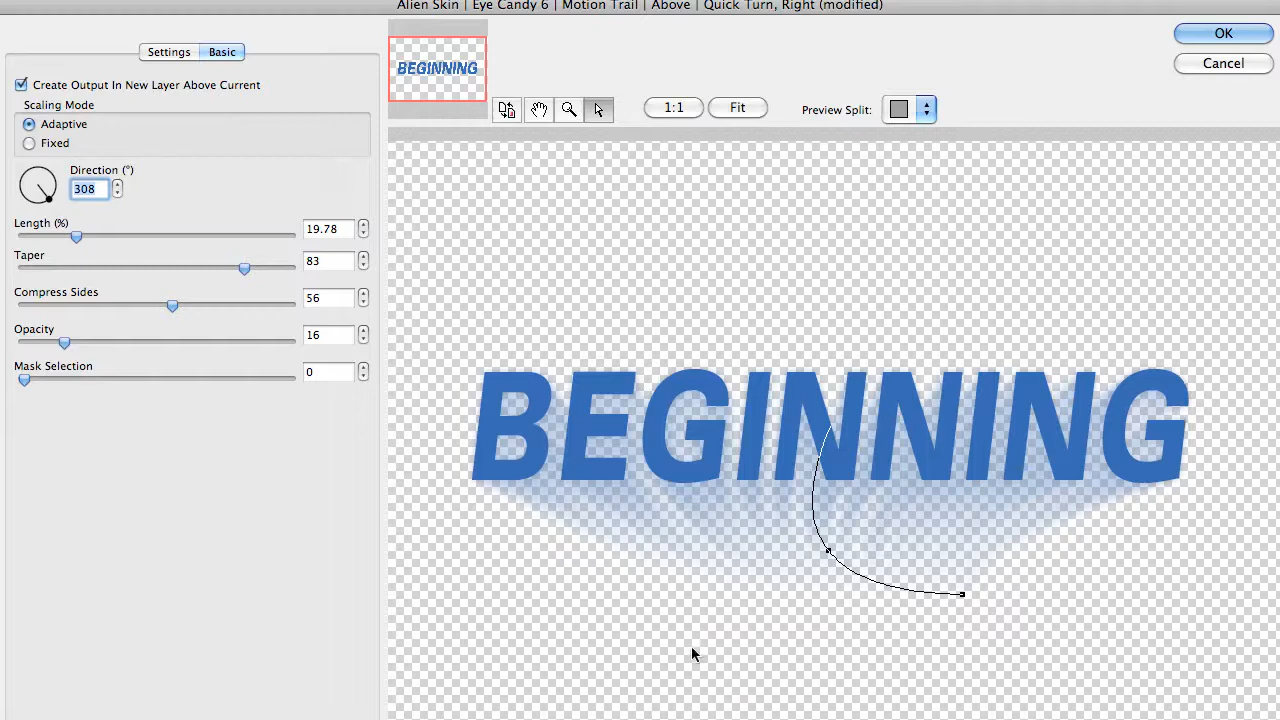 Alien Skin | Eye Candy 6 | Motion Trail | Above | Quick Turn, Right (modified)
Settings Basic
Create Output In New Layer Above Current
Scaling Mode
Adaptive
Fixed
Direction (°)
308
Length (%)
19.78
Taper
83
Compress Sides
56
Opacity
16
Mask Selection
0
BEGINNING
1:1 Fit Preview Split:
OK
Cancel
BEGINNING